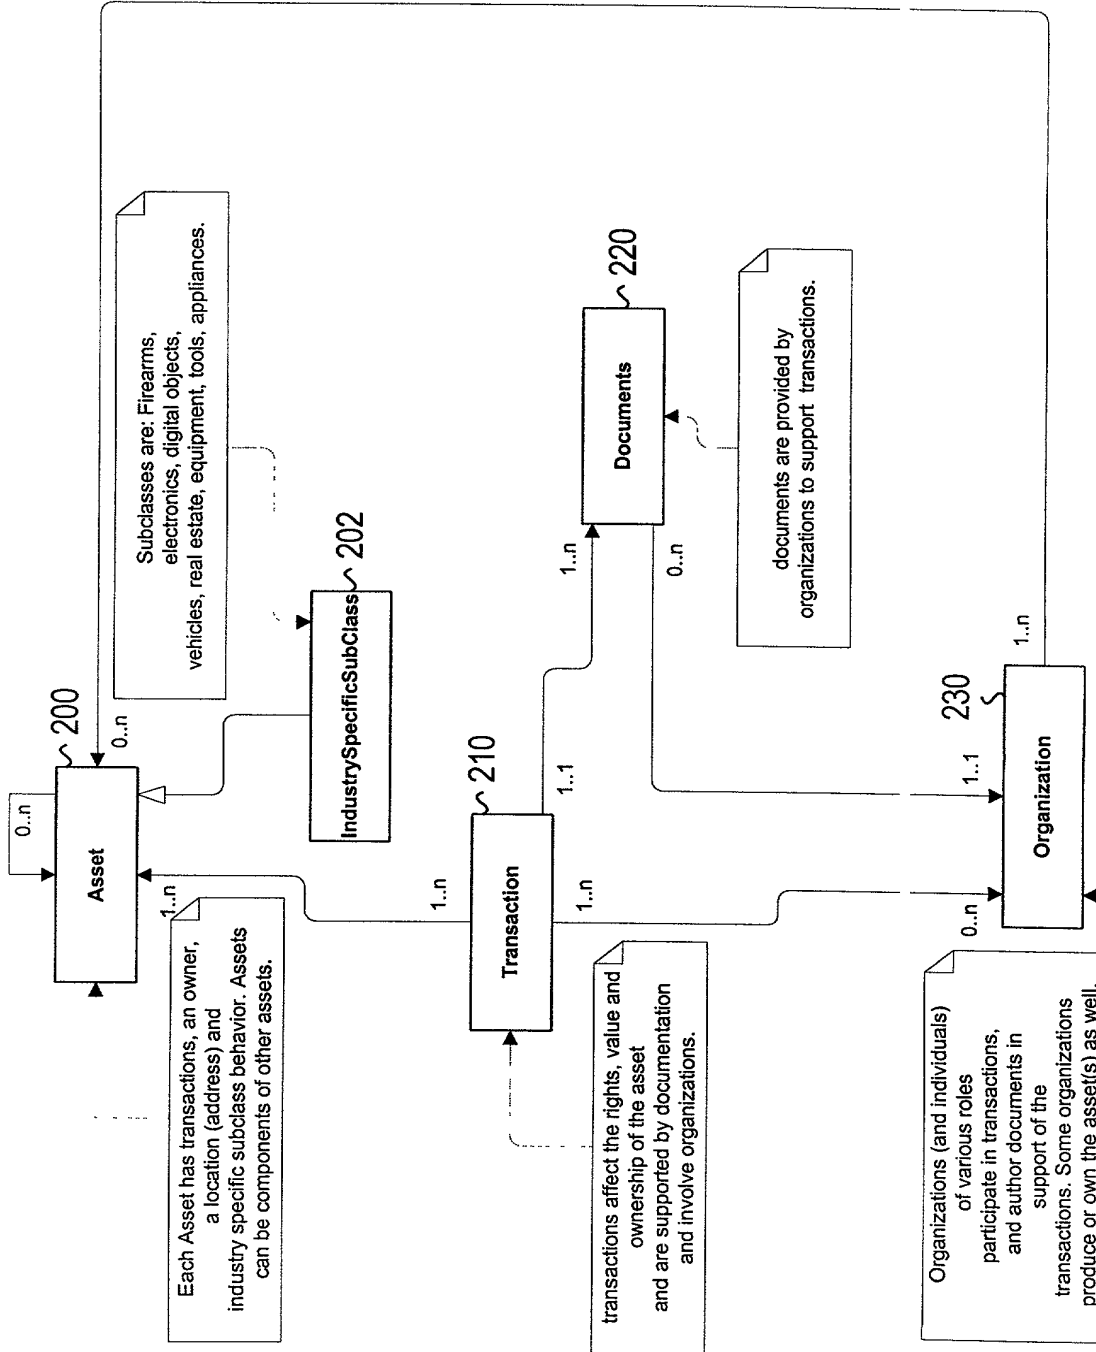 0..n
Asset
200
0..n
1..n
Each Asset has transactions, an owner,
a location (address) and
industry specific subclass behavior. Assets
can be components of other assets.
Subclasses are: Firearms,
electronics, digital objects,
vehicles, real estate, equipment, tools, appliances.
IndustrySpecificSubClass
202
1..n
Transaction
210
1..n
1..1
transactions affect the rights, value and
ownership of the asset
and are supported by documentation
and involve organizations.
1..n
Documents
220
0..n
documents are provided by
organizations to support transactions.
0..n
1..1
Organization
230
1..n
Organizations (and individuals)
of various roles
participate in transactions,
and author documents in
support of the
transactions. Some organizations
produce or own the asset(s) as well.